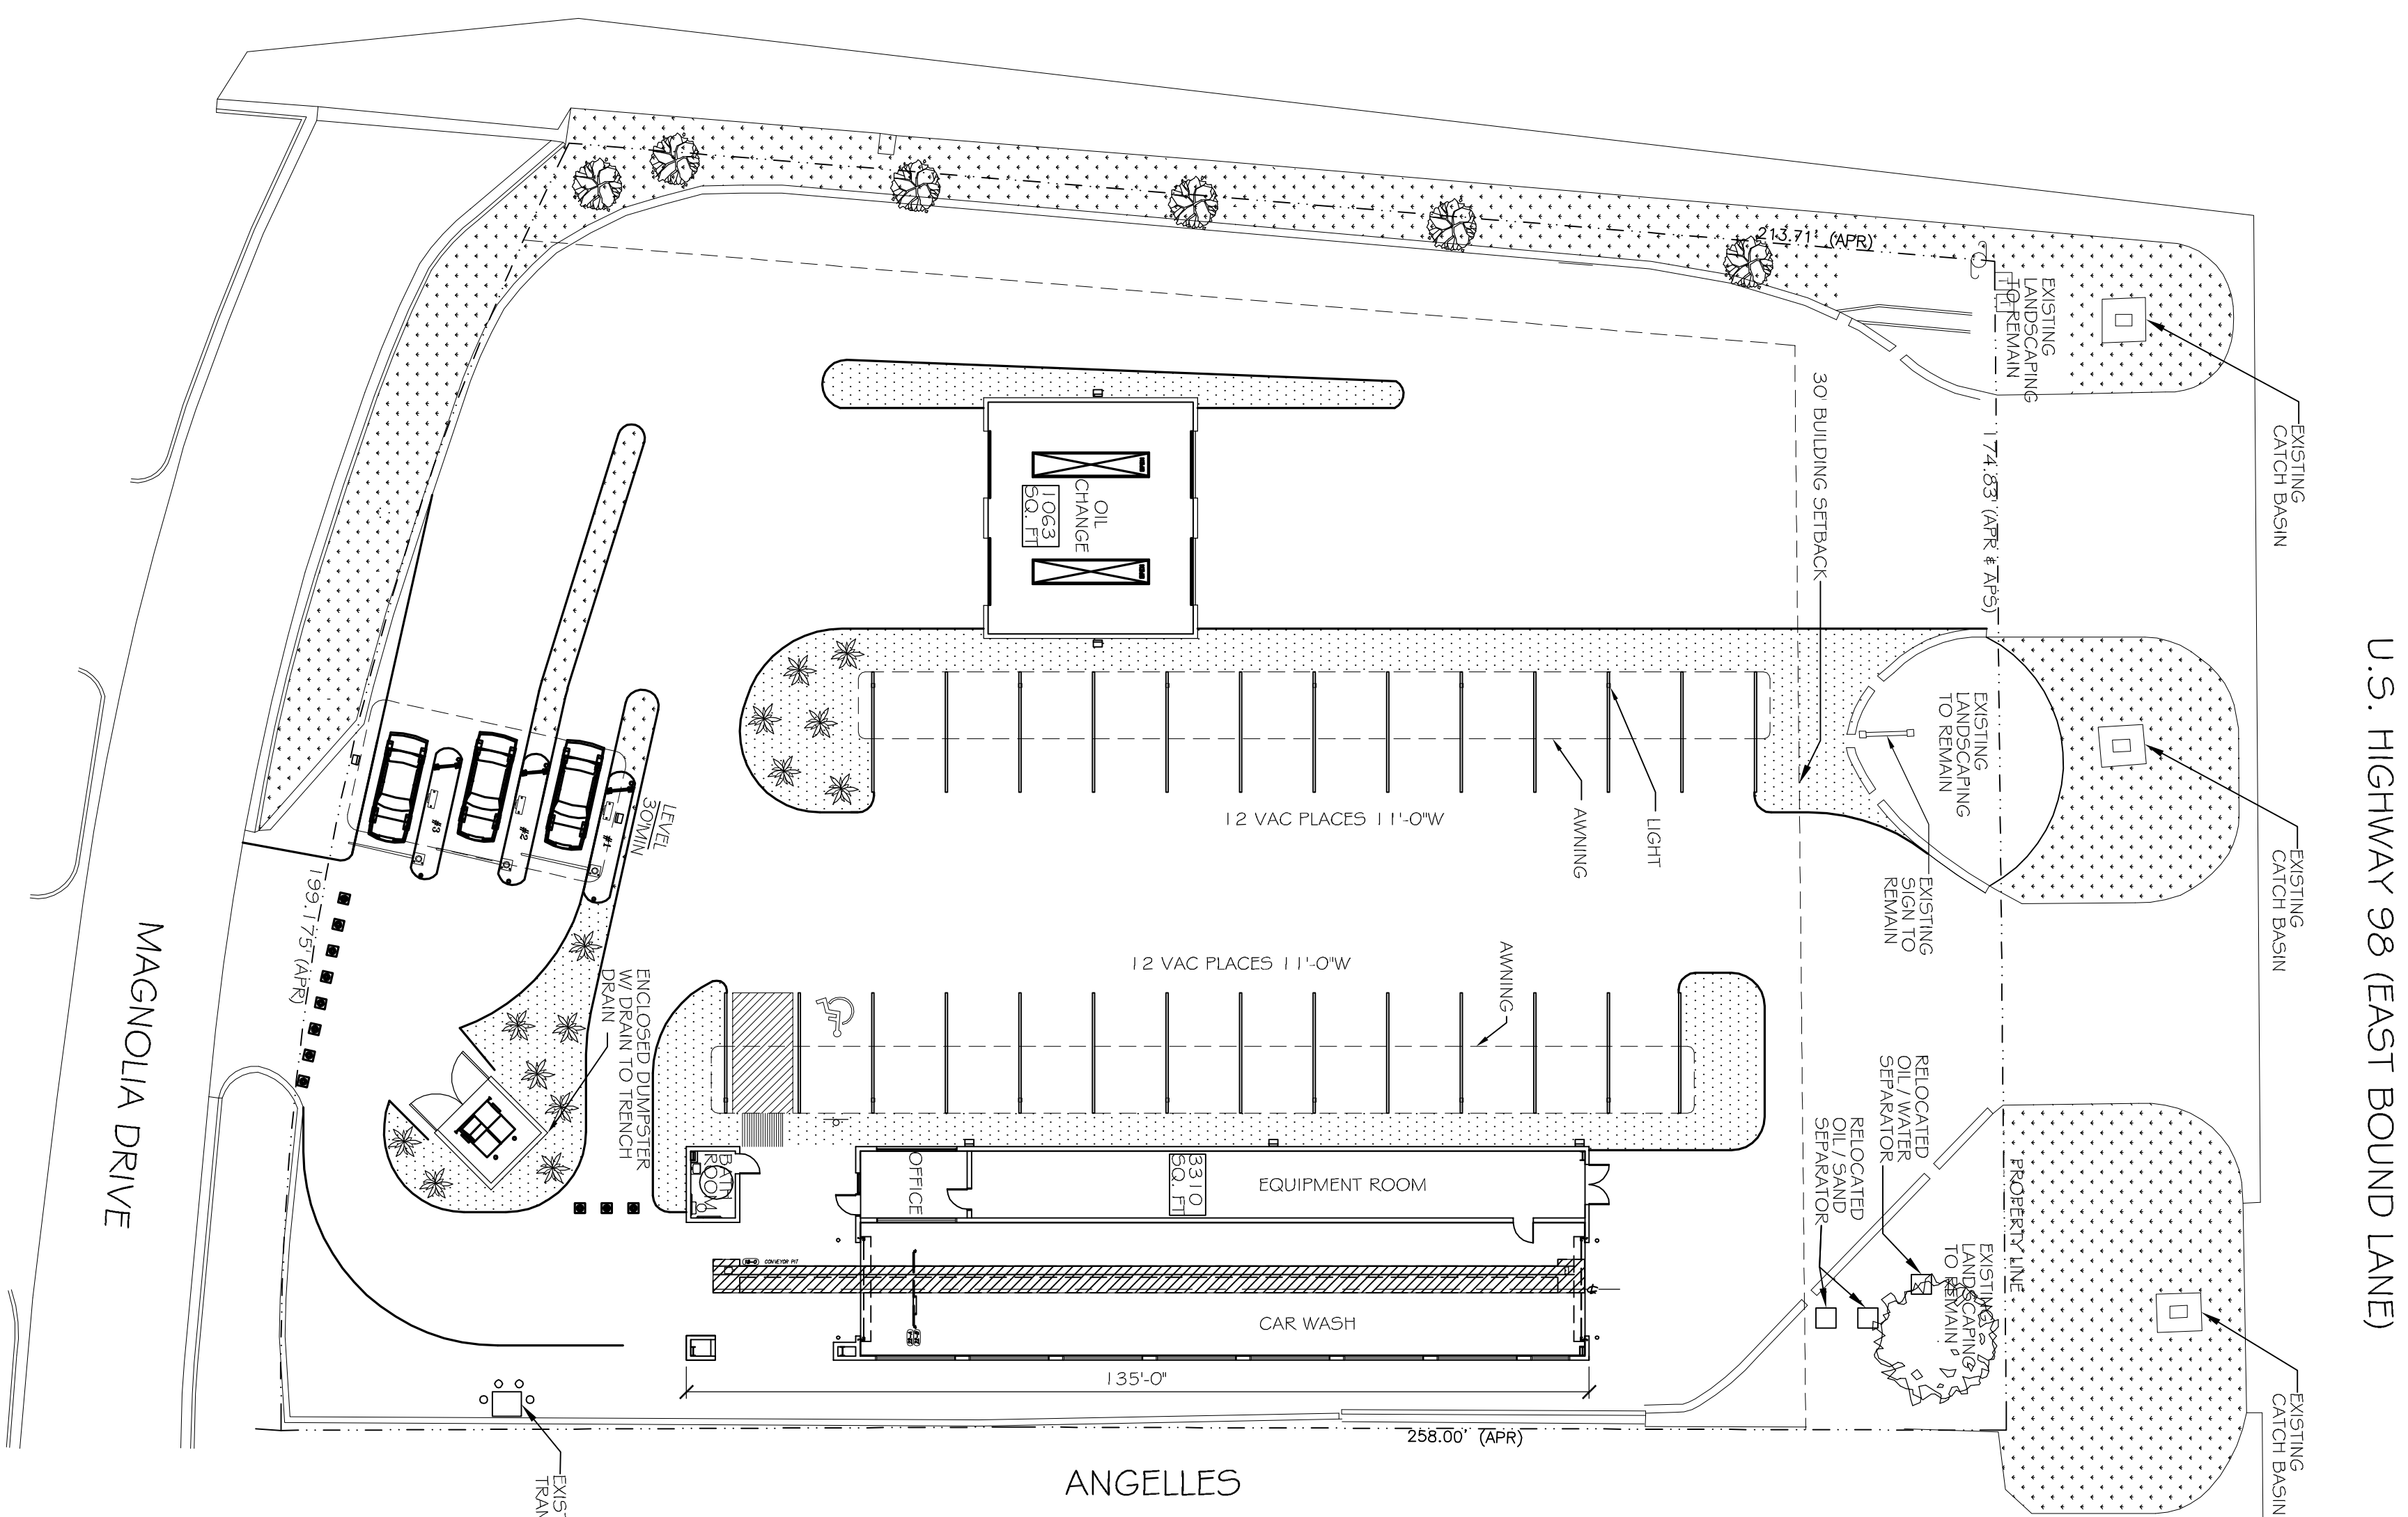 213.71' (APR)
EXISTING
LANDSCAPING
TO REMAIN
EXISTING
CATCH BASIN
30' BUILDING SETBACK
174.83' (APR & APS)
OIL
CHANGE
1063
SQ. FT
U.S. HIGHWAY 98 (EAST BOUND LANE)
EXISTING
LANDSCAPING
TO REMAIN
EXISTING
SIGN TO
REMAIN
EXISTING
CATCH BASIN
LIGHT
AWNING
12 VAC PLACES 11'-0"W
LEVEL
30'MIN
#3
#2
#1
199.175' (APR)
MAGNOLIA DRIVE
12 VAC PLACES 11'-0"W
AWNING
ENCLOSED DUMPSTER
W/ DRAIN TO TRENCH
DRAIN
RELOCATED
OIL / WATER
SEPARATOR
RELOCATED
OIL / SAND
SEPARATOR
PROPERTY LINE
EXISTING
LANDSCAPING
TO REMAIN
EXISTING
CATCH BASIN
BATH
ROOM
OFFICE
3310
SQ. FT
EQUIPMENT ROOM
CONVEYOR PIT
CAR WASH
135'-0"
258.00' (APR)
ANGELLES